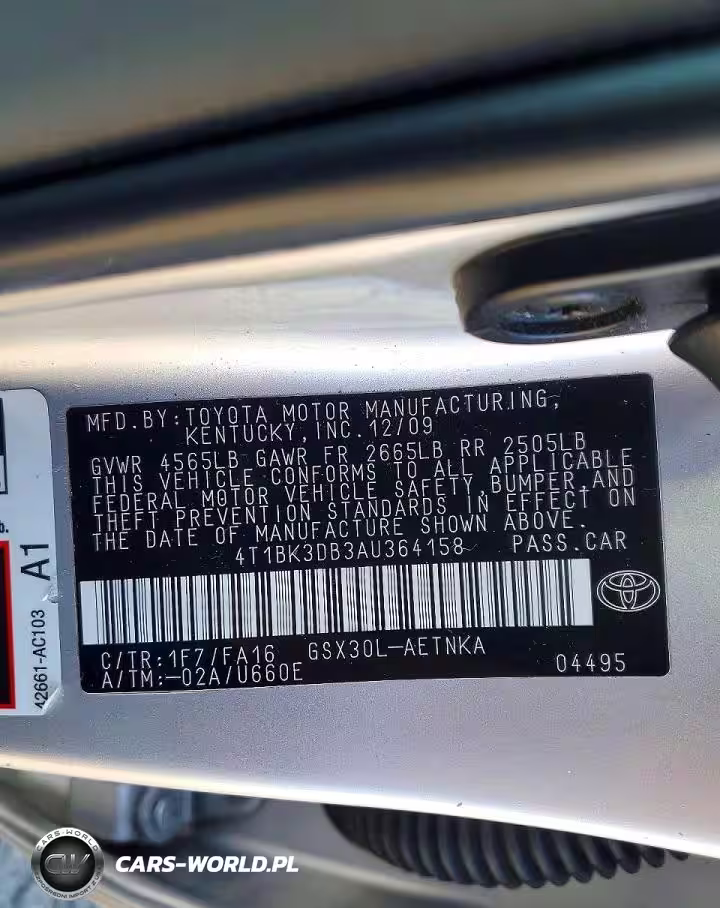 MFD. BY: TOYOTA MOTOR MANUFACTURING,
KENTUCKY, INC. 12/09
GVWR 4565LB GAWR FR 2665LB RR 2505LB
THIS VEHICLE CONFORMS TO ALL APPLICABLE
FEDERAL MOTOR VEHICLE SAFETY, BUMPER, AND
THEFT PREVENTION STANDARDS IN EFFECT ON
THE DATE OF MANUFACTURE SHOWN ABOVE.
4T1BK3DB3AU364158 PASS. CAR
C/TR: 1F7/FA16 GSX30L-AETNKA
A/TM: -02A/U660E 04495
A1
42661-AC103
CARS-WORLD
CW
CARS-WORLD.PL